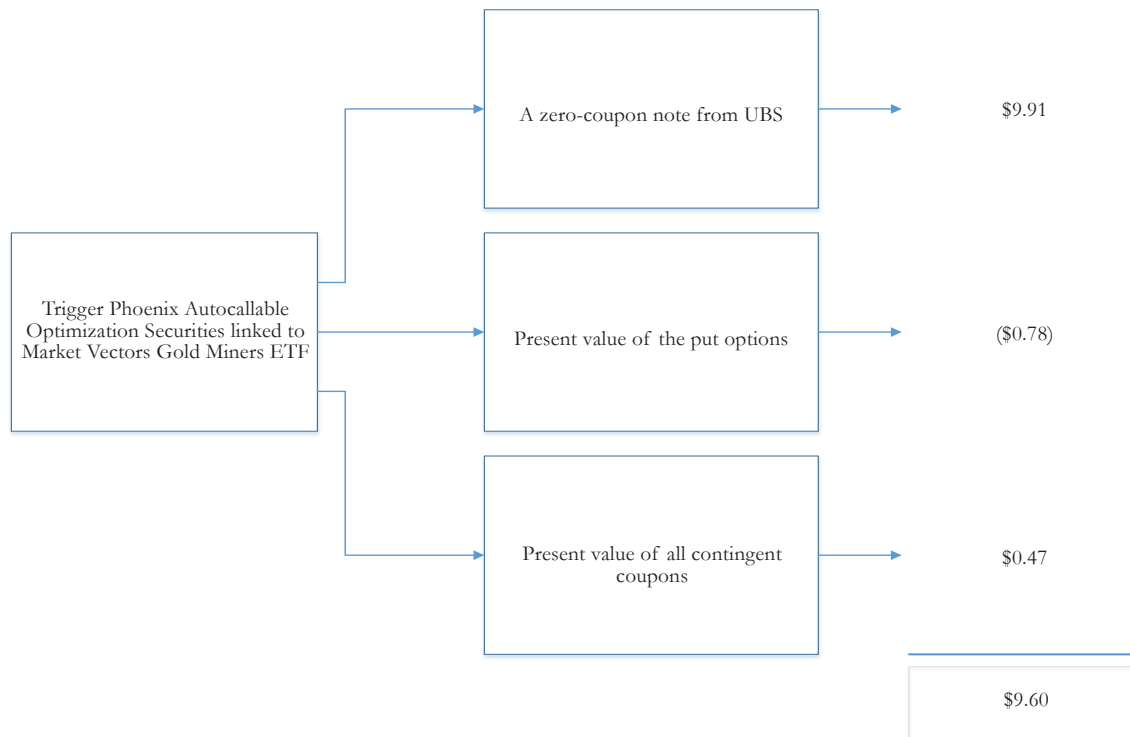 A zero-coupon note from UBS
$9.91
Trigger Phoenix Autocallable
Optimization Securities linked to
Market Vectors Gold Miners ETF
Present value of the put options
($0.78)
Present value of all contingent
coupons
$0.47
$9.60